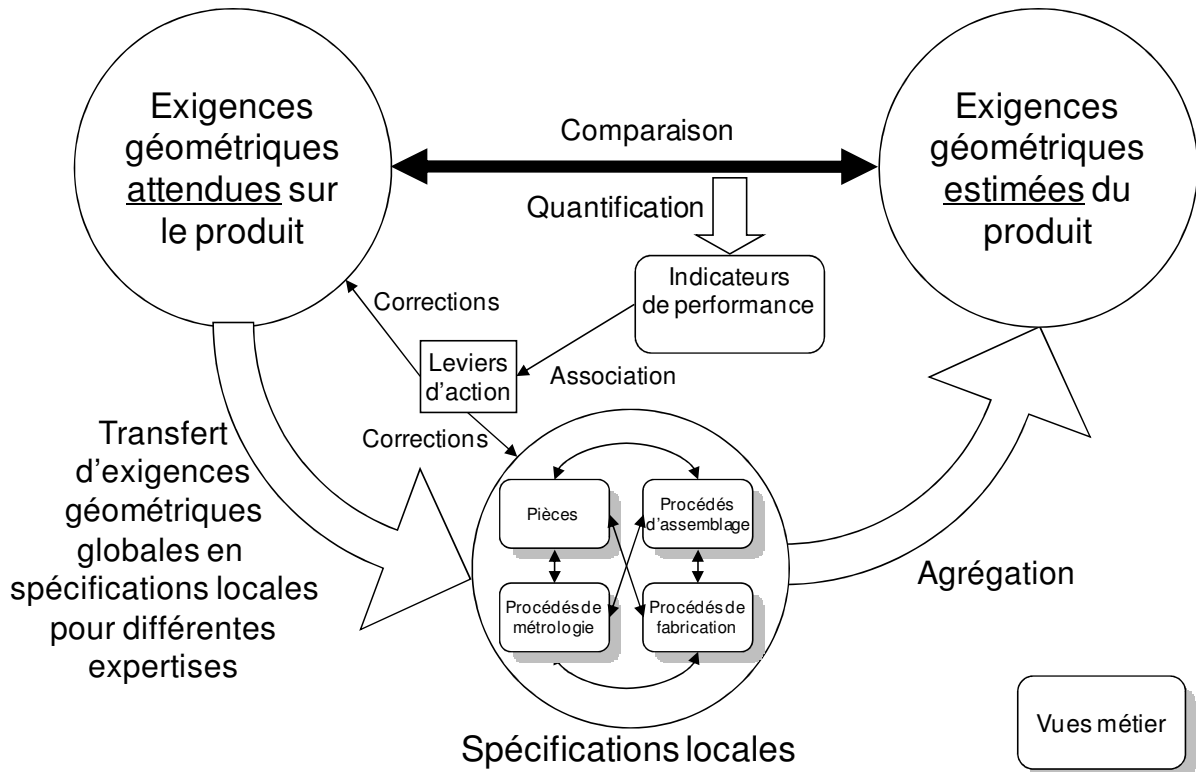 Exigences
géométriques
attendues sur
le produit
Comparaison
Exigences
géométriques
estimées du
produit
Quantification
Indicateurs
de performance
Corrections
Leviers
d'action
Association
Corrections
Transfert
d'exigences
géométriques
globales en
spécifications locales
pour différentes
expertises
Pièces
Procédés
d'assemblage
Procédés de
métrologie
Procédés de
fabrication
Agrégation
Spécifications locales
Vues métier